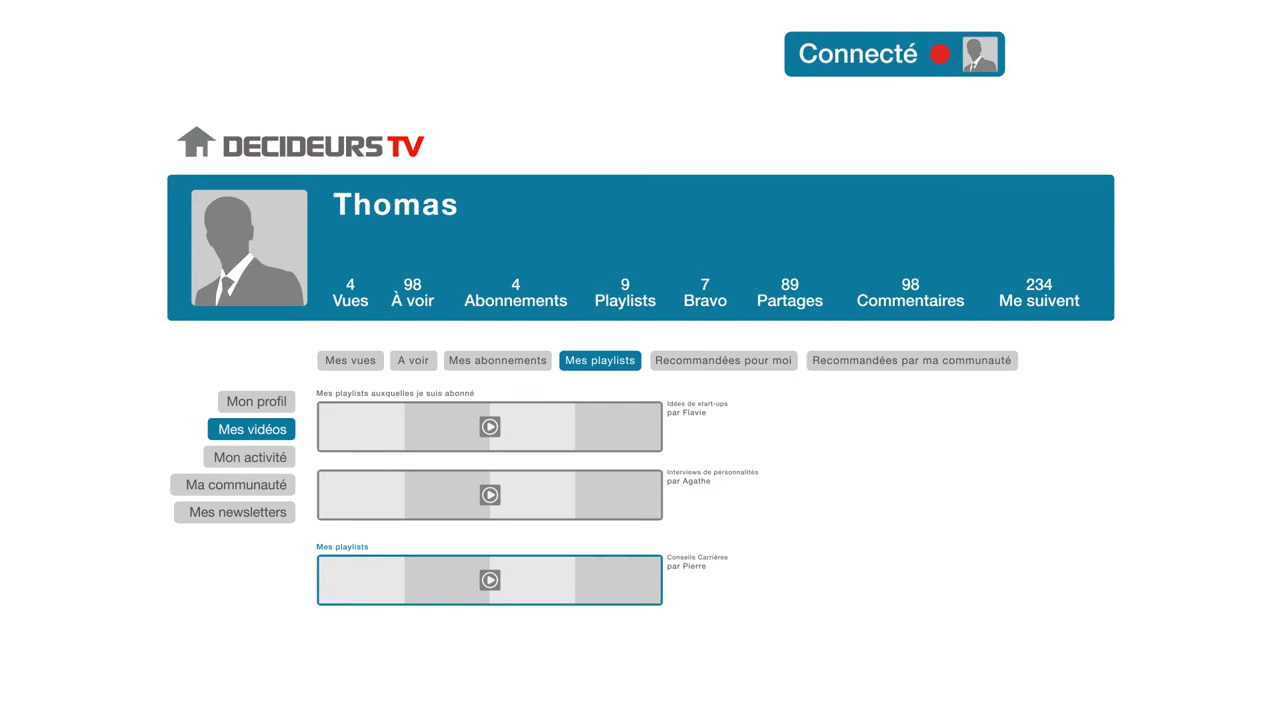 Connecté
DECIDEURS TV
Thomas
4 98 4 9 7 89 98 234
Vues À voir Abonnements Playlists Bravo Partages Commentaires Me suivent
Mes vues A voir Mes abonnements Mes playlists Recommandées pour moi Recommandées par ma communauté
Mon profil
Mes vidéos
Mon activité
Ma communauté
Mes newsletters
Mes playlists auxquelles je suis abonné
Idées de start-ups
par Flavie
Interviews de personnalités
par Agathe
Mes playlists
Conseils Carrières
par Pierre